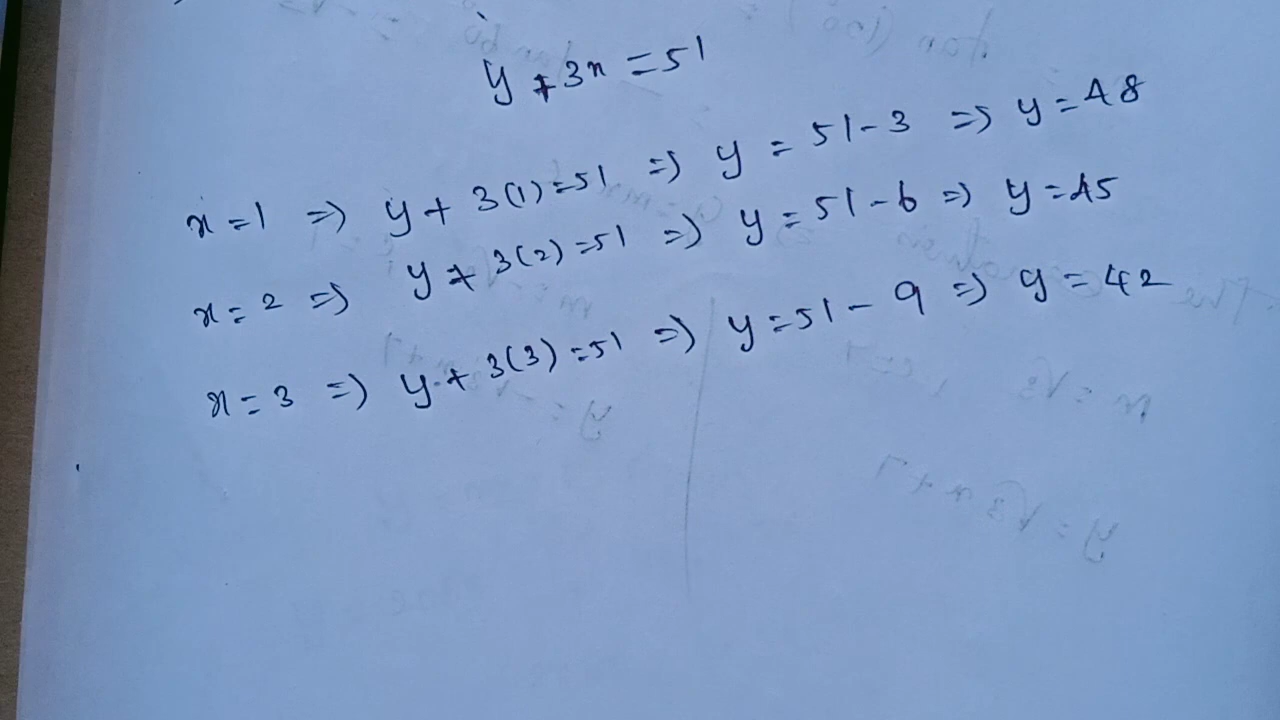 y + 3x = 51
x = 1 => y + 3(1) = 51 => y = 51 - 3 => y = 48
x = 2 => y + 3(2) = 51 => y = 51 - 6 => y = 45
x = 3 => y + 3(3) = 51 => y = 51 - 9 => y = 42